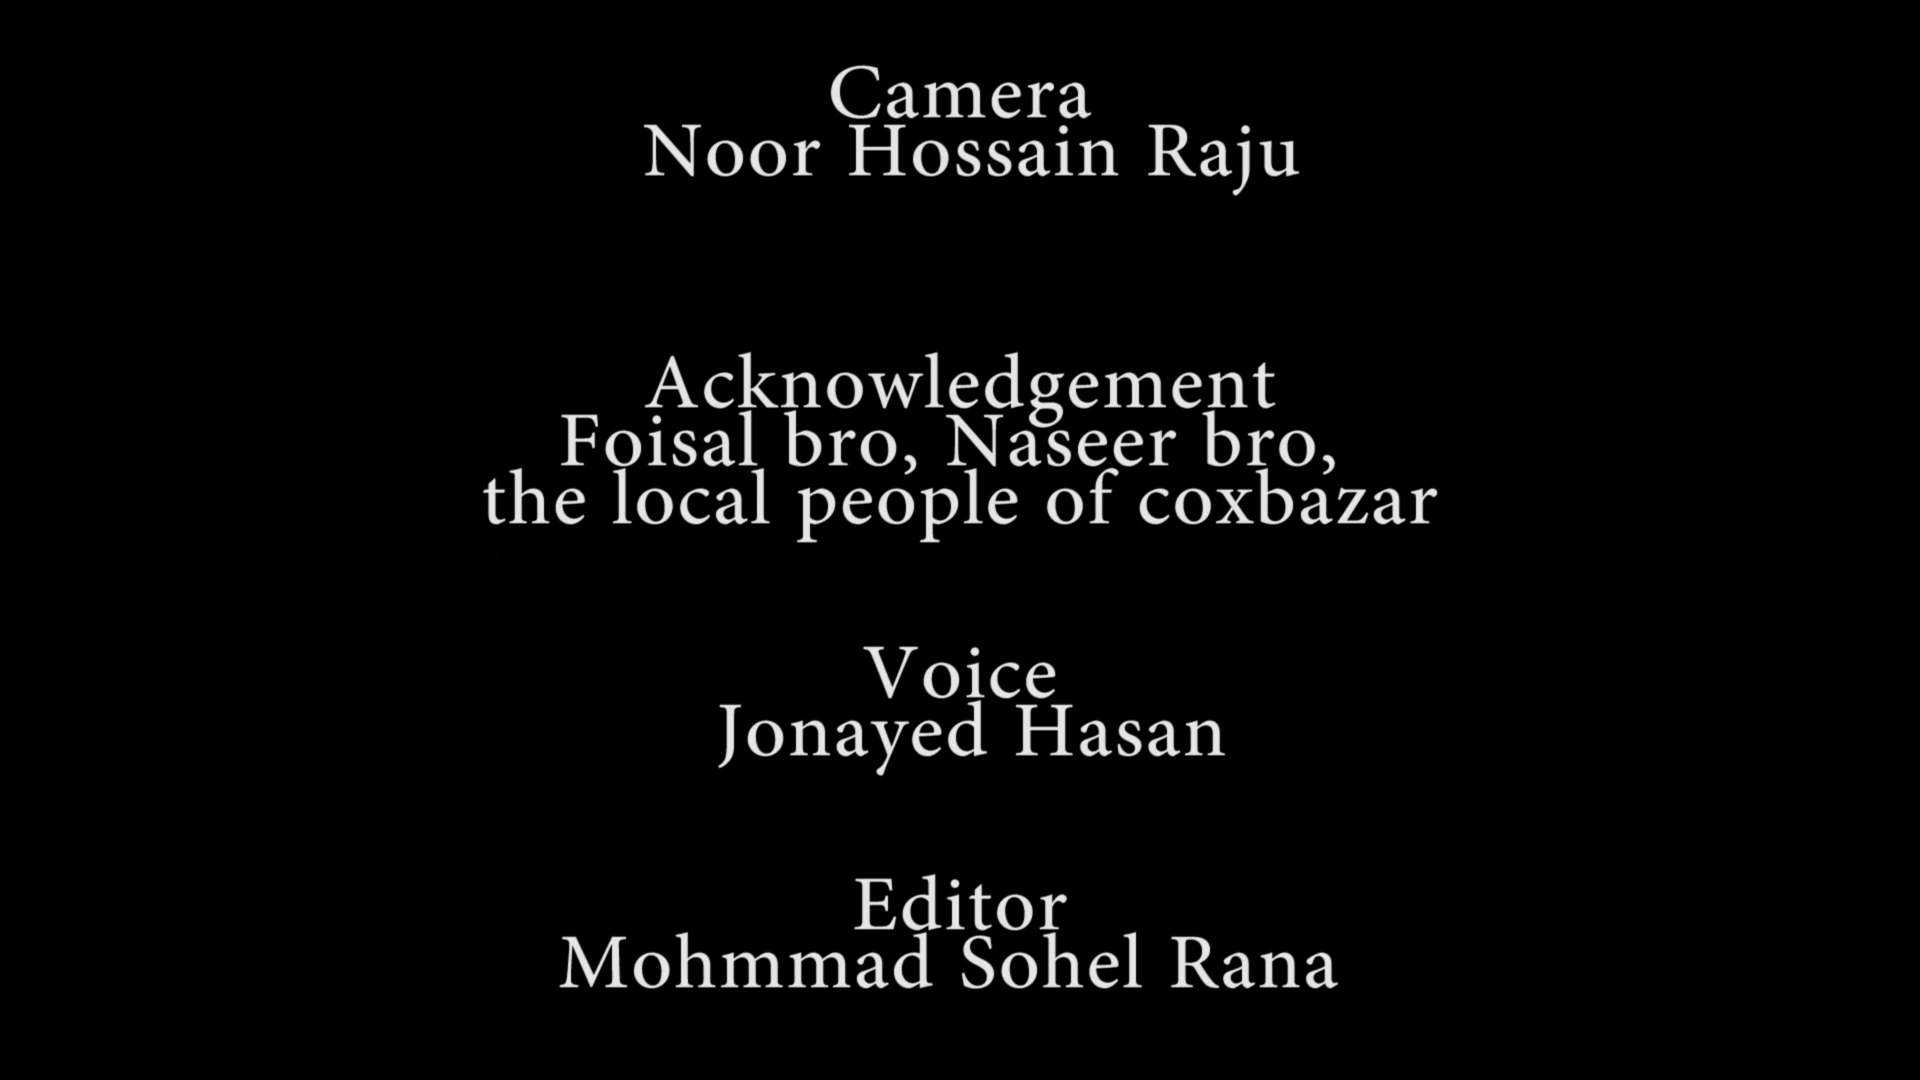 Camera
Noor Hossain Raju
Acknowledgement
Foisal bro, Naseer bro,
the local people of coxbazar
Voice
Jonayed Hasan
Editor
Mohmmad Sohel Rana